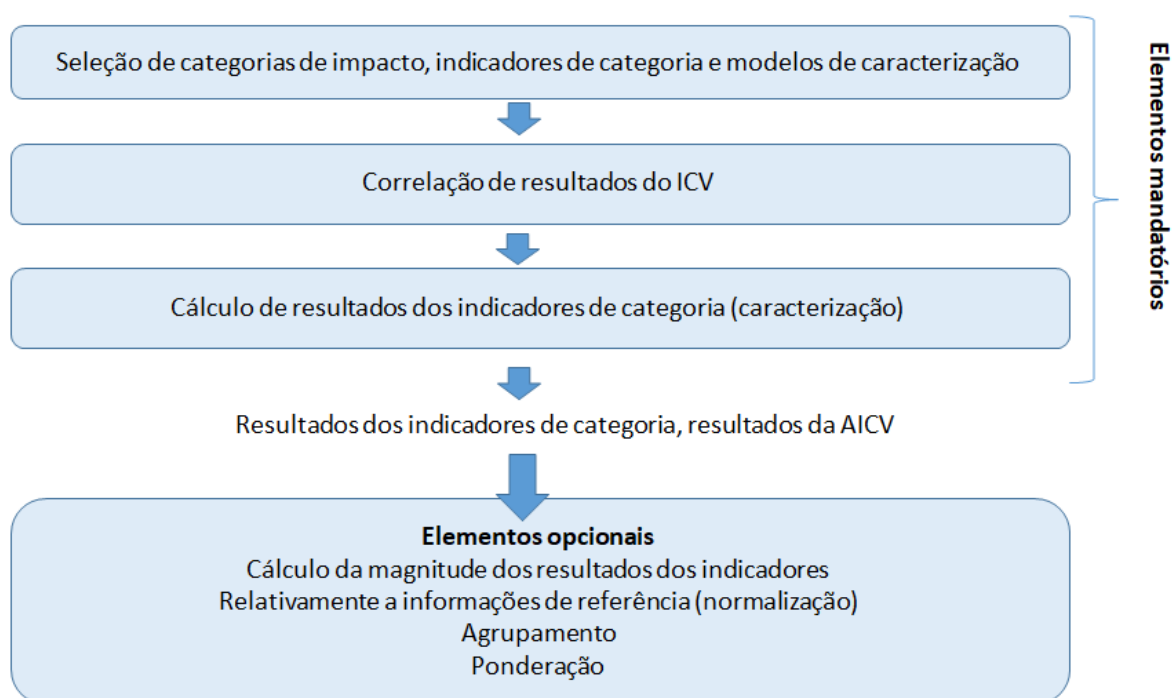 Seleção de categorias de impacto, indicadores de categoria e modelos de caracterização
Correlação de resultados do ICV
Cálculo de resultados dos indicadores de categoria (caracterização)
Elementos mandatórios
Resultados dos indicadores de categoria, resultados da AICV
Elementos opcionais
Cálculo da magnitude dos resultados dos indicadores
Relativamente a informações de referência (normalização)
Agrupamento
Ponderação